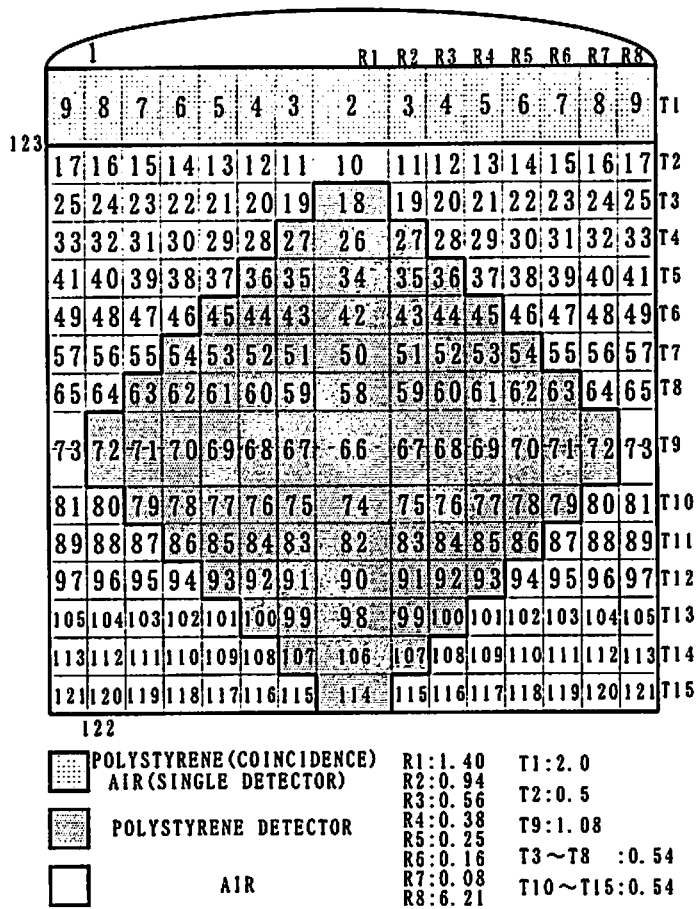 1 R1 R2 R3 R4 R5 R6 R7 R8
9 8 7 6 5 4 3 2 3 4 5 6 7 8 9 T1
123
17 16 15 14 13 12 11 10 11 12 13 14 15 16 17 T2
25 24 23 22 21 20 19 18 19 20 21 22 23 24 25 T3
33 32 31 30 29 28 27 26 27 28 29 30 31 32 33 T4
41 40 39 38 37 36 35 34 35 36 37 38 39 40 41 T5
49 48 47 46 45 44 43 42 43 44 45 46 47 48 49 T6
57 56 55 54 53 52 51 50 51 52 53 54 55 56 57 T7
65 64 63 62 61 60 59 58 59 60 61 62 63 64 65 T8
73 72 71 70 69 68 67 66 67 68 69 70 71 72 73 T9
81 80 79 78 77 76 75 74 75 76 77 78 79 80 81 T10
89 88 87 86 85 84 83 82 83 84 85 86 87 88 89 T11
97 96 95 94 93 92 91 90 91 92 93 94 95 96 97 T12
105 104 103 102 101 100 99 98 99 100 101 102 103 104 105 T13
113 112 111 110 109 108 107 106 107 108 109 110 111 112 113 T14
121 120 119 118 117 116 115 114 115 116 117 118 119 120 121 T15
122
POLYSTYRENE(COINCIDENCE)
AIR(SINGLE DETECTOR)
POLYSTYRENE DETECTOR
AIR
R1:1.40
R2:0.94
R3:0.56
R4:0.38
R5:0.25
R6:0.16
R7:0.08
R8:6.21
T1:2.0
T2:0.5
T9:1.08
T3～T8 :0.54
T10～T15:0.54